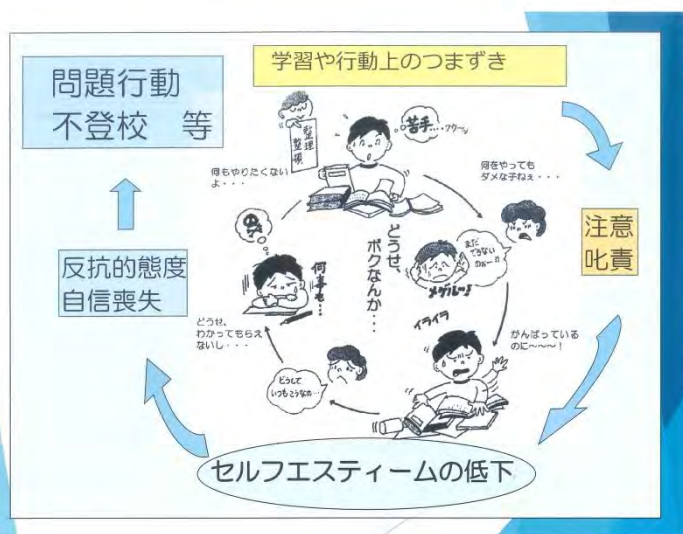 問題行動
不登校 等
学習や行動上のつまずき
苦手・・・・
整理
整頓
何もやりたくない
よ・・・
何をやっても
ダメな子ねぇ・・・
注意
叱責
どうせ、
ボクなんか・・・
まだ
できない
のぉー
反抗的態度
自信喪失
何事も・・・
イライラ
がんばっている
のに〜〜〜!
どうせ、
わかってもらえ
ないし・・・
どうして
いつもこうなの…
セルフエスティームの低下